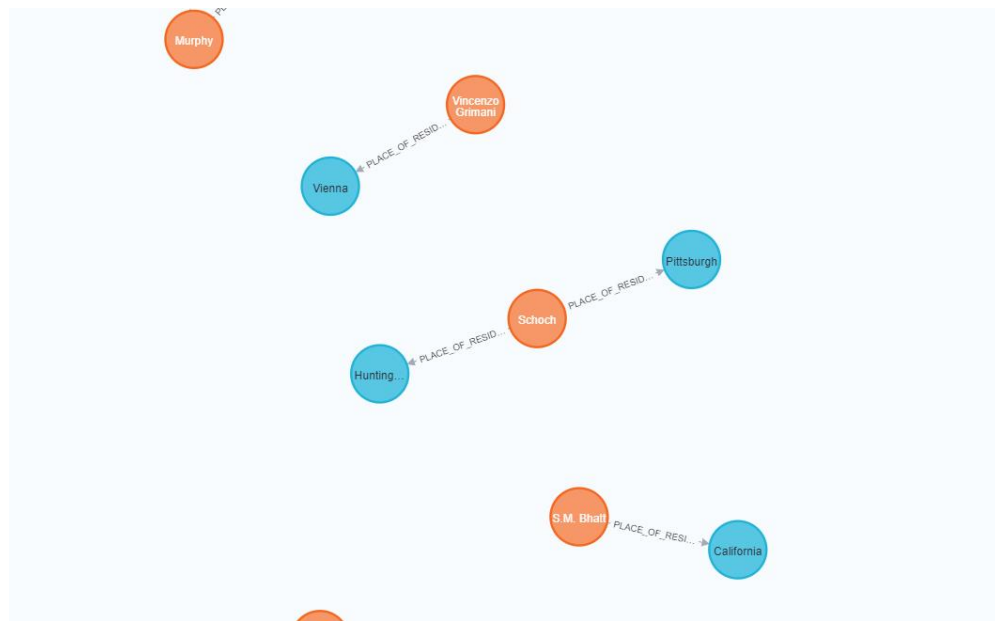 Murphy
Vincenzo
Grimani
PLACE_OF_RESID...
Vienna
Pittsburgh
PLACE_OF_RESID...
Schoch
PLACE_OF_RESID...
Hunting...
S.M. Bhatt
PLACE_OF_RESI...
California